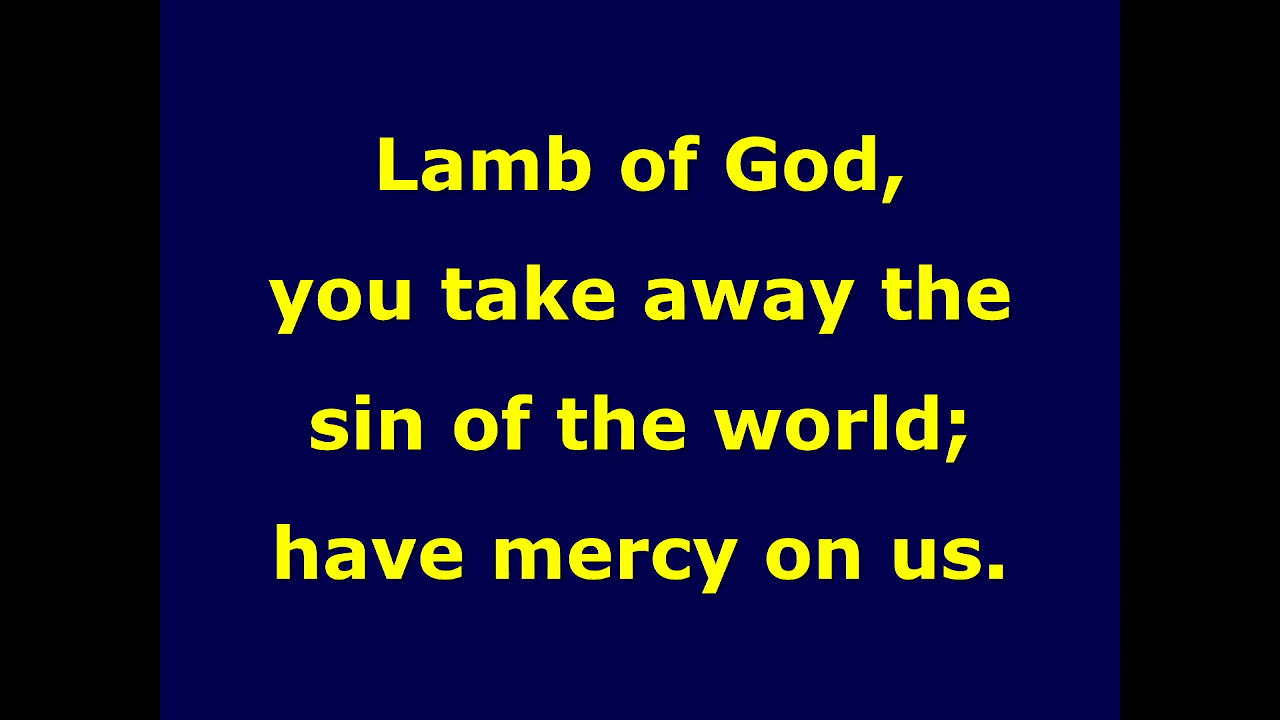 Lamb of God,
you take away the
sin of the world;
have mercy on us.